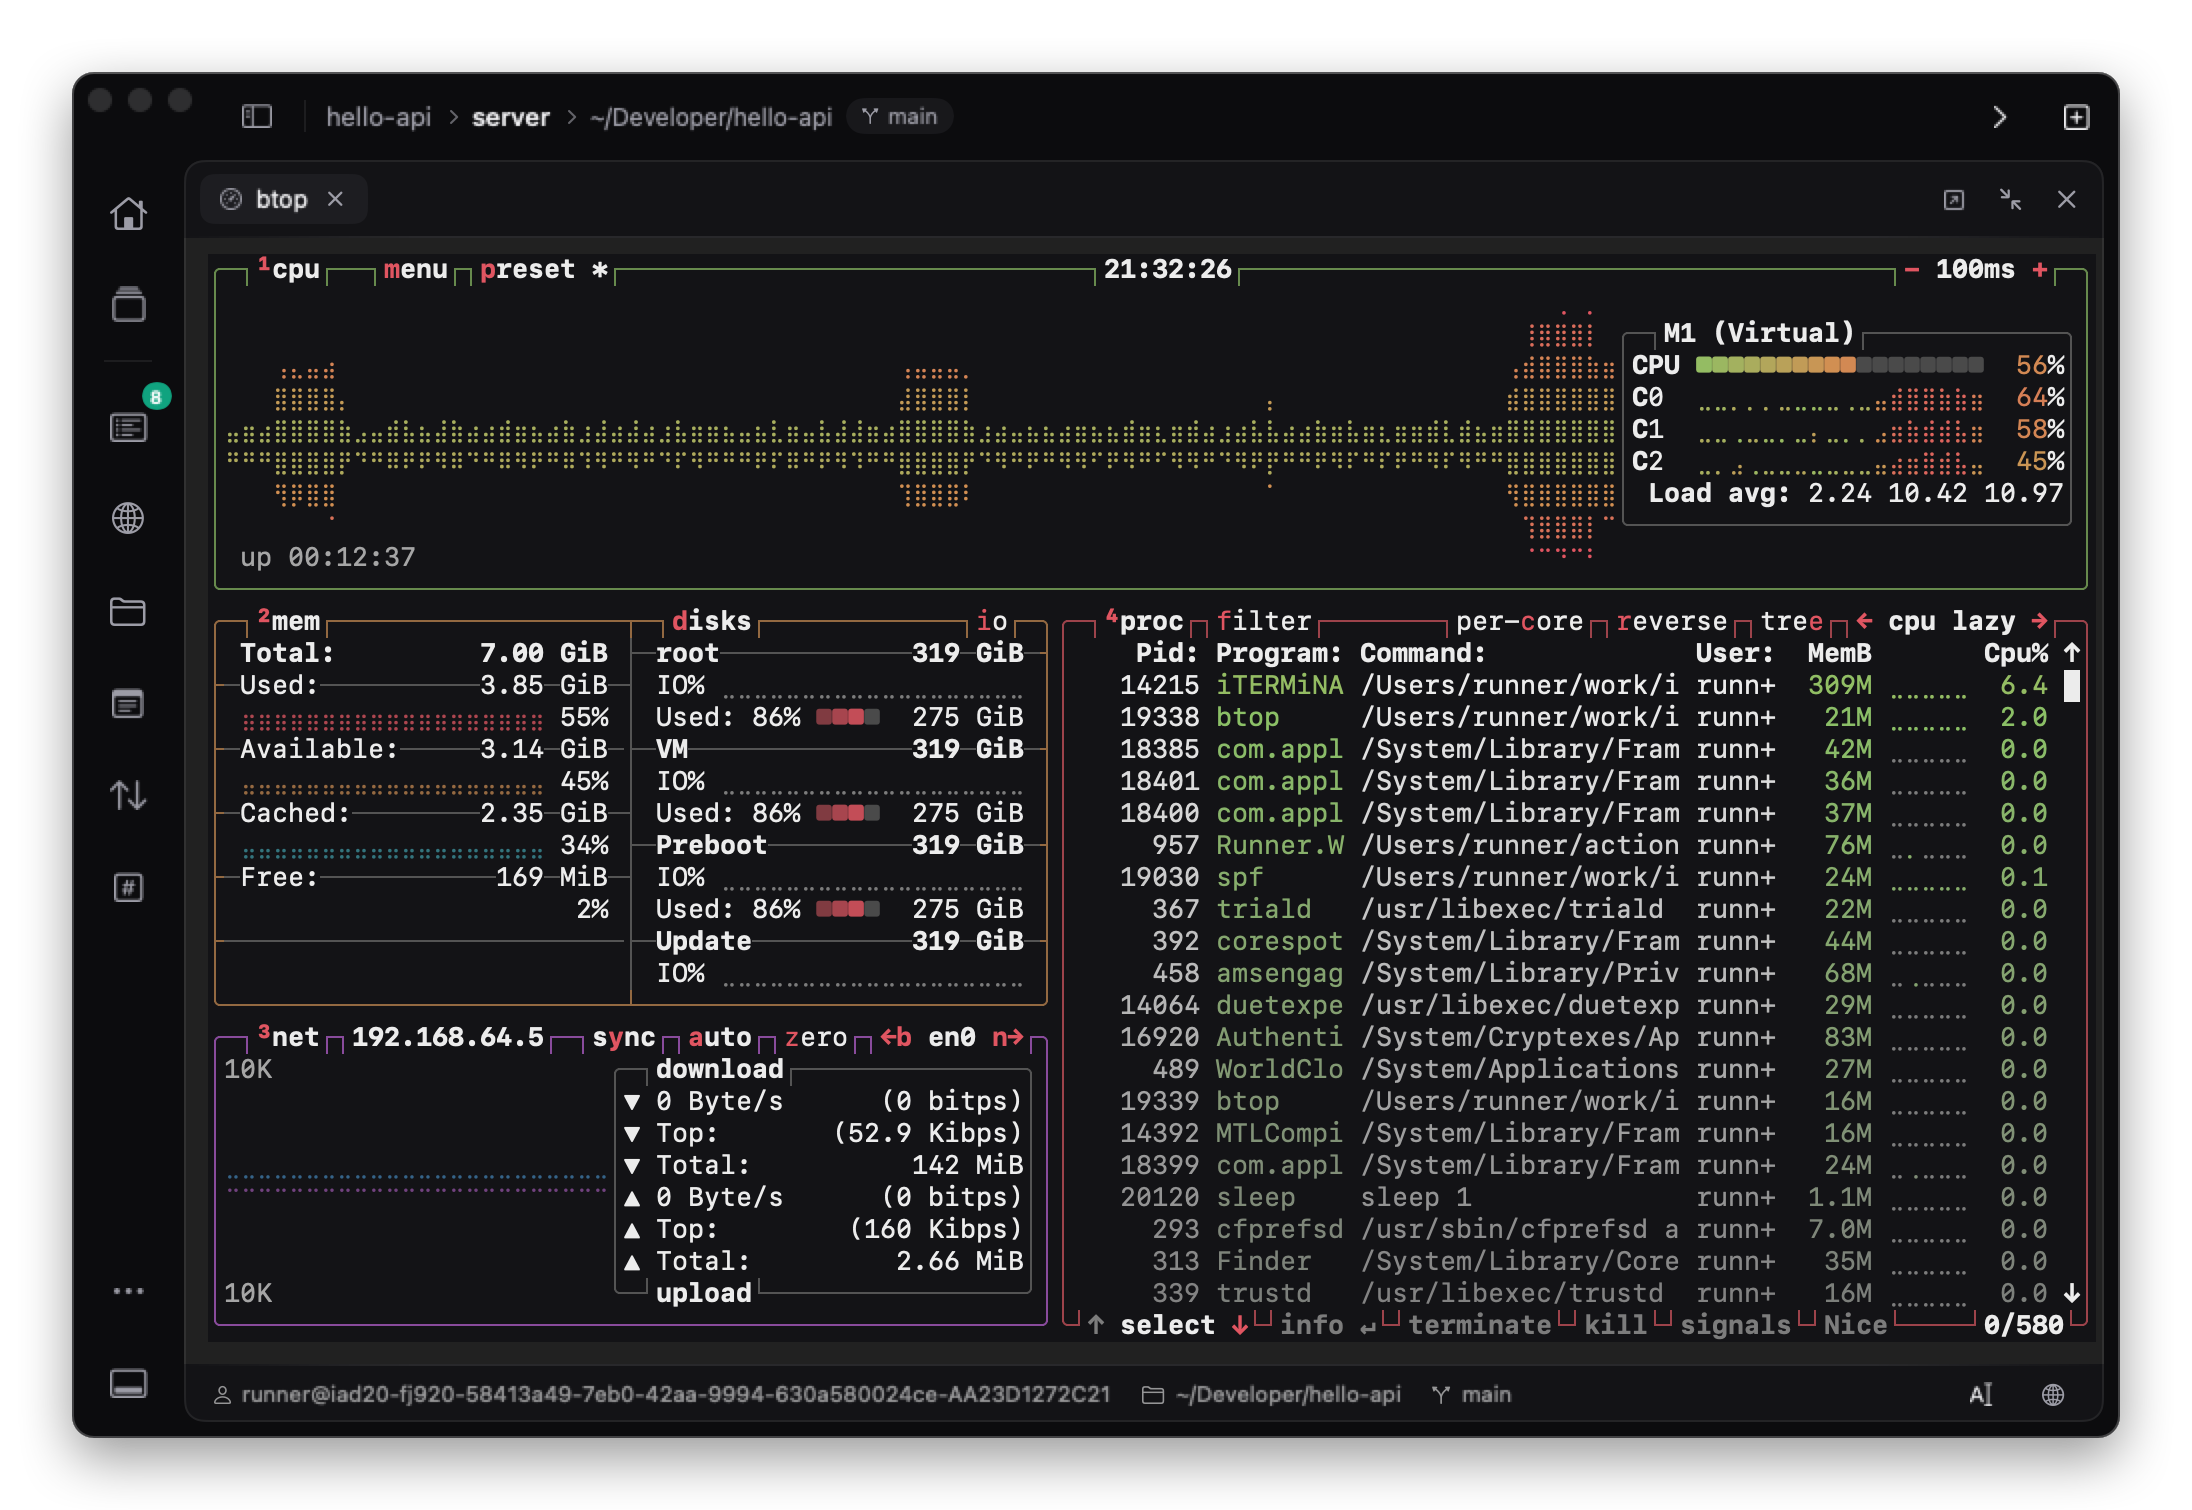 hello-api > server > ~/Developer/hello-api main
btop
8
1cpu menu preset * 21:32:26 - 100ms +
M1 (Virtual)
CPU 56%
C0 64%
C1 58%
C2 45%
Load avg: 2.24 10.42 10.97
up 00:12:37
2mem disks io
Total: 7.00 GiB
Used: 3.85 GiB
55%
Available: 3.14 GiB
45%
Cached: 2.35 GiB
34%
Free: 169 MiB
2%
root 319 GiB
IO%
Used: 86% 275 GiB
VM 319 GiB
IO%
Used: 86% 275 GiB
Preboot 319 GiB
IO%
Used: 86% 275 GiB
Update 319 GiB
IO%
3net 192.168.64.5 sync auto zero ←b en0 n→
10K
10K
download
▼ 0 Byte/s (0 bitps)
▼ Top: (52.9 Kibps)
▼ Total: 142 MiB
▲ 0 Byte/s (0 bitps)
▲ Top: (160 Kibps)
▲ Total: 2.66 MiB
upload
4proc filter per-core reverse tree ← cpu lazy →
Pid: Program: Command: User: MemB Cpu% ↑
14215 iTERMiNA /Users/runner/work/i runn+ 309M 6.4
19338 btop /Users/runner/work/i runn+ 21M 2.0
18385 com.appl /System/Library/Fram runn+ 42M 0.0
18401 com.appl /System/Library/Fram runn+ 36M 0.0
18400 com.appl /System/Library/Fram runn+ 37M 0.0
957 Runner.W /Users/runner/action runn+ 76M 0.0
19030 spf /Users/runner/work/i runn+ 24M 0.1
367 triald /usr/libexec/triald runn+ 22M 0.0
392 corespot /System/Library/Fram runn+ 44M 0.0
458 amsengag /System/Library/Priv runn+ 68M 0.0
14064 duetexpe /usr/libexec/duetexp runn+ 29M 0.0
16920 Authenti /System/Cryptexes/Ap runn+ 83M 0.0
489 WorldClo /System/Applications runn+ 27M 0.0
19339 btop /Users/runner/work/i runn+ 16M 0.0
14392 MTLCompi /System/Library/Fram runn+ 16M 0.0
18399 com.appl /System/Library/Fram runn+ 24M 0.0
20120 sleep sleep 1 runn+ 1.1M 0.0
293 cfprefsd /usr/sbin/cfprefsd a runn+ 7.0M 0.0
313 Finder /System/Library/Core runn+ 35M 0.0
339 trustd /usr/libexec/trustd runn+ 16M 0.0 ↓
↑ select ↓ info ↵ terminate kill signals Nice 0/580
runner@iad20-fj920-58413a49-7eb0-42aa-9994-630a580024ce-AA23D1272C21 ~/Developer/hello-api main